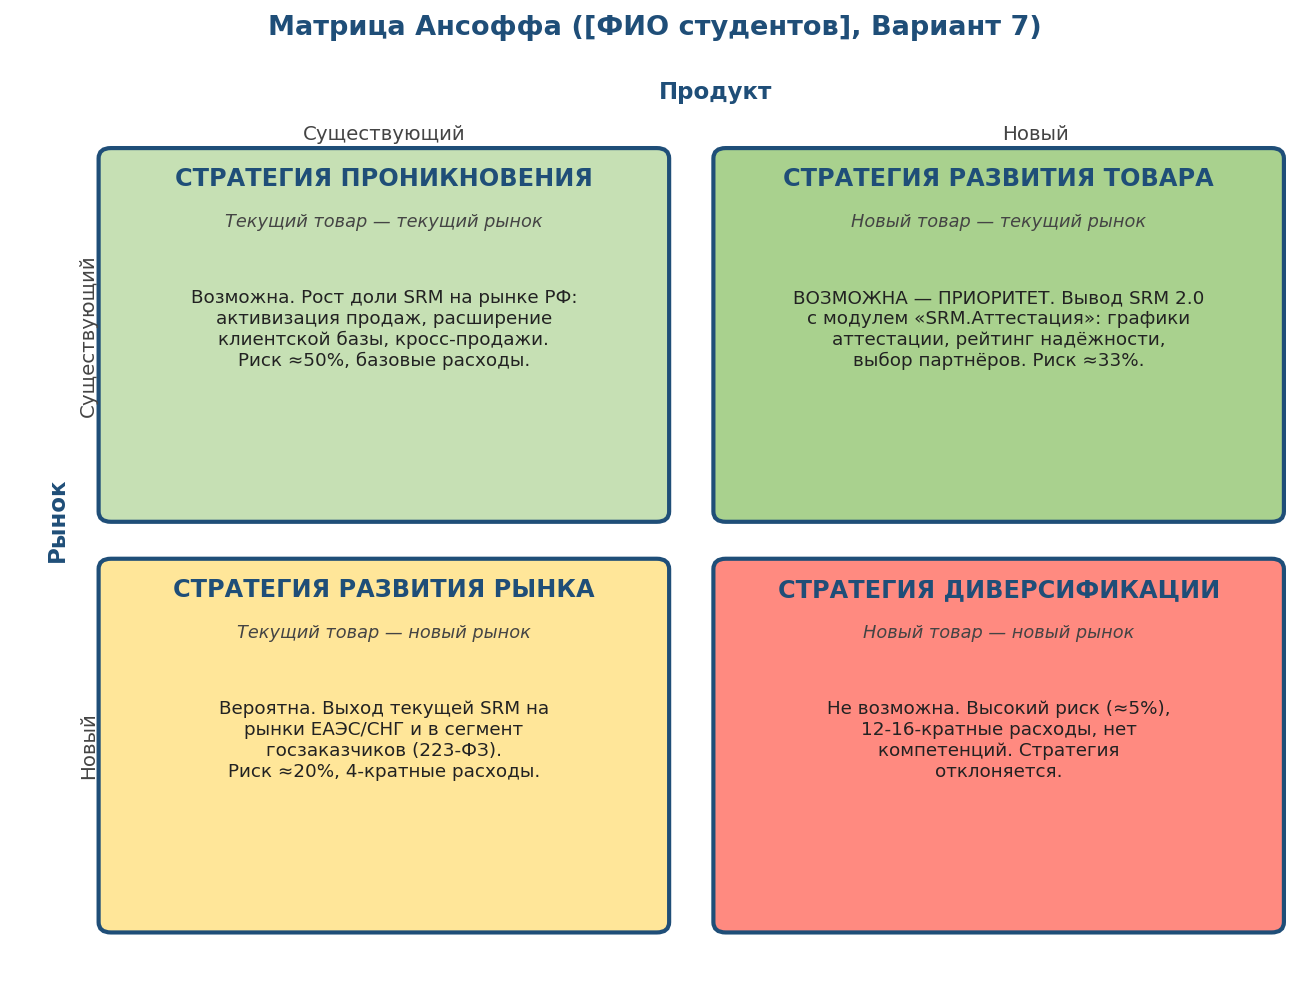 Матрица Ансоффа ([ФИО студентов], Вариант 7)
Продукт
Существующий
Новый
Рынок
Существующий
СТРАТЕГИЯ ПРОНИКНОВЕНИЯ
Текущий товар — текущий рынок
Возможна. Рост доли SRM на рынке РФ:
активизация продаж, расширение
клиентской базы, кросс-продажи.
Риск ≈50%, базовые расходы.
СТРАТЕГИЯ РАЗВИТИЯ ТОВАРА
Новый товар — текущий рынок
ВОЗМОЖНА — ПРИОРИТЕТ. Вывод SRM 2.0
с модулем «SRM.Аттестация»: графики
аттестации, рейтинг надёжности,
выбор партнёров. Риск ≈33%.
Новый
СТРАТЕГИЯ РАЗВИТИЯ РЫНКА
Текущий товар — новый рынок
Вероятна. Выход текущей SRM на
рынки ЕАЭС/СНГ и в сегмент
госзаказчиков (223-ФЗ).
Риск ≈20%, 4-кратные расходы.
СТРАТЕГИЯ ДИВЕРСИФИКАЦИИ
Новый товар — новый рынок
Не возможна. Высокий риск (≈5%),
12-16-кратные расходы, нет
компетенций. Стратегия
отклоняется.